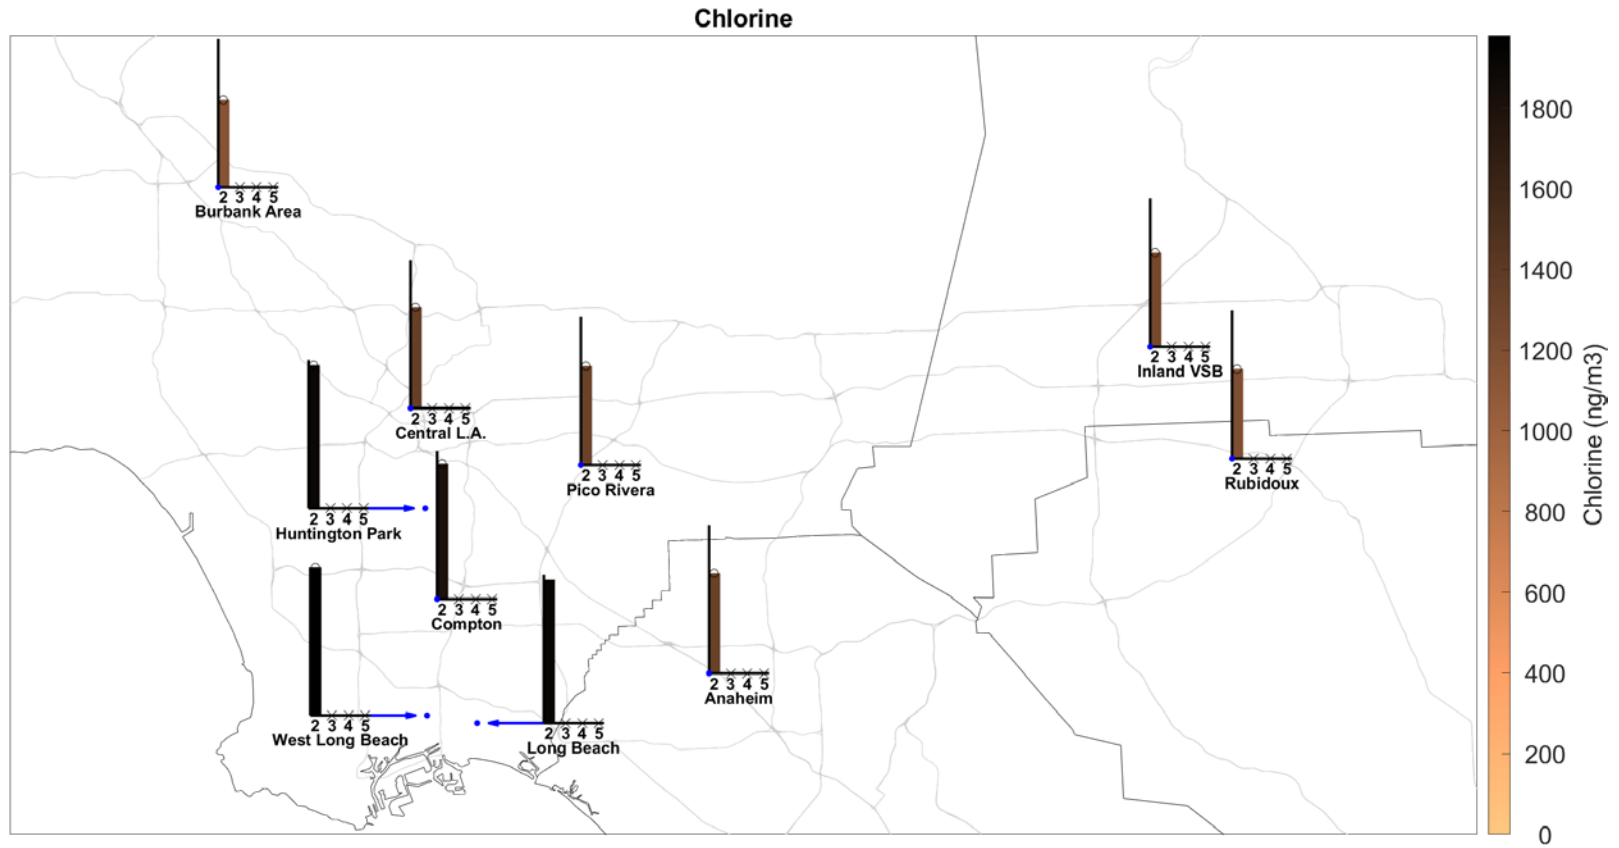 Chlorine
2 3 4 5
Burbank Area
2 3 4 5
Inland VSB
2 3 4 5
Central L.A.
2 3 4 5
Pico Rivera
2 3 4 5
Rubidoux
2 3 4 5
Huntington Park
2 3 4 5
Compton
2 3 4 5
Anaheim
2 3 4 5
West Long Beach
2 3 4 5
Long Beach
1800
1600
1400
1200
1000
800
600
400
200
0
Chlorine (ng/m3)